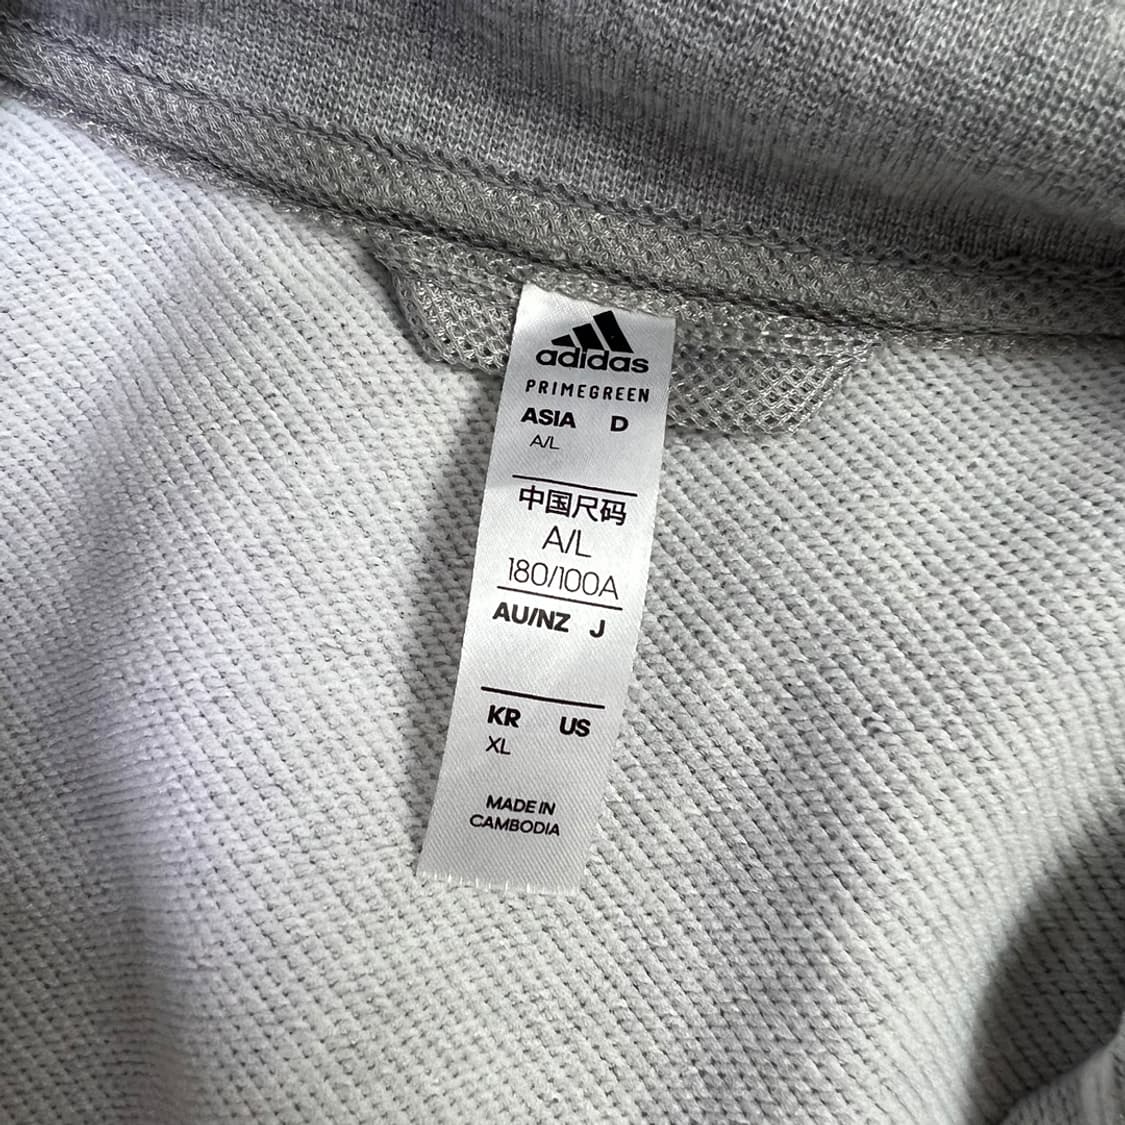 adidas
PRIMEGREEN
ASIA D
A/L
中国尺码
A/L
180/100A
AU/NZ J
KR US
XL
MADE IN
CAMBODIA